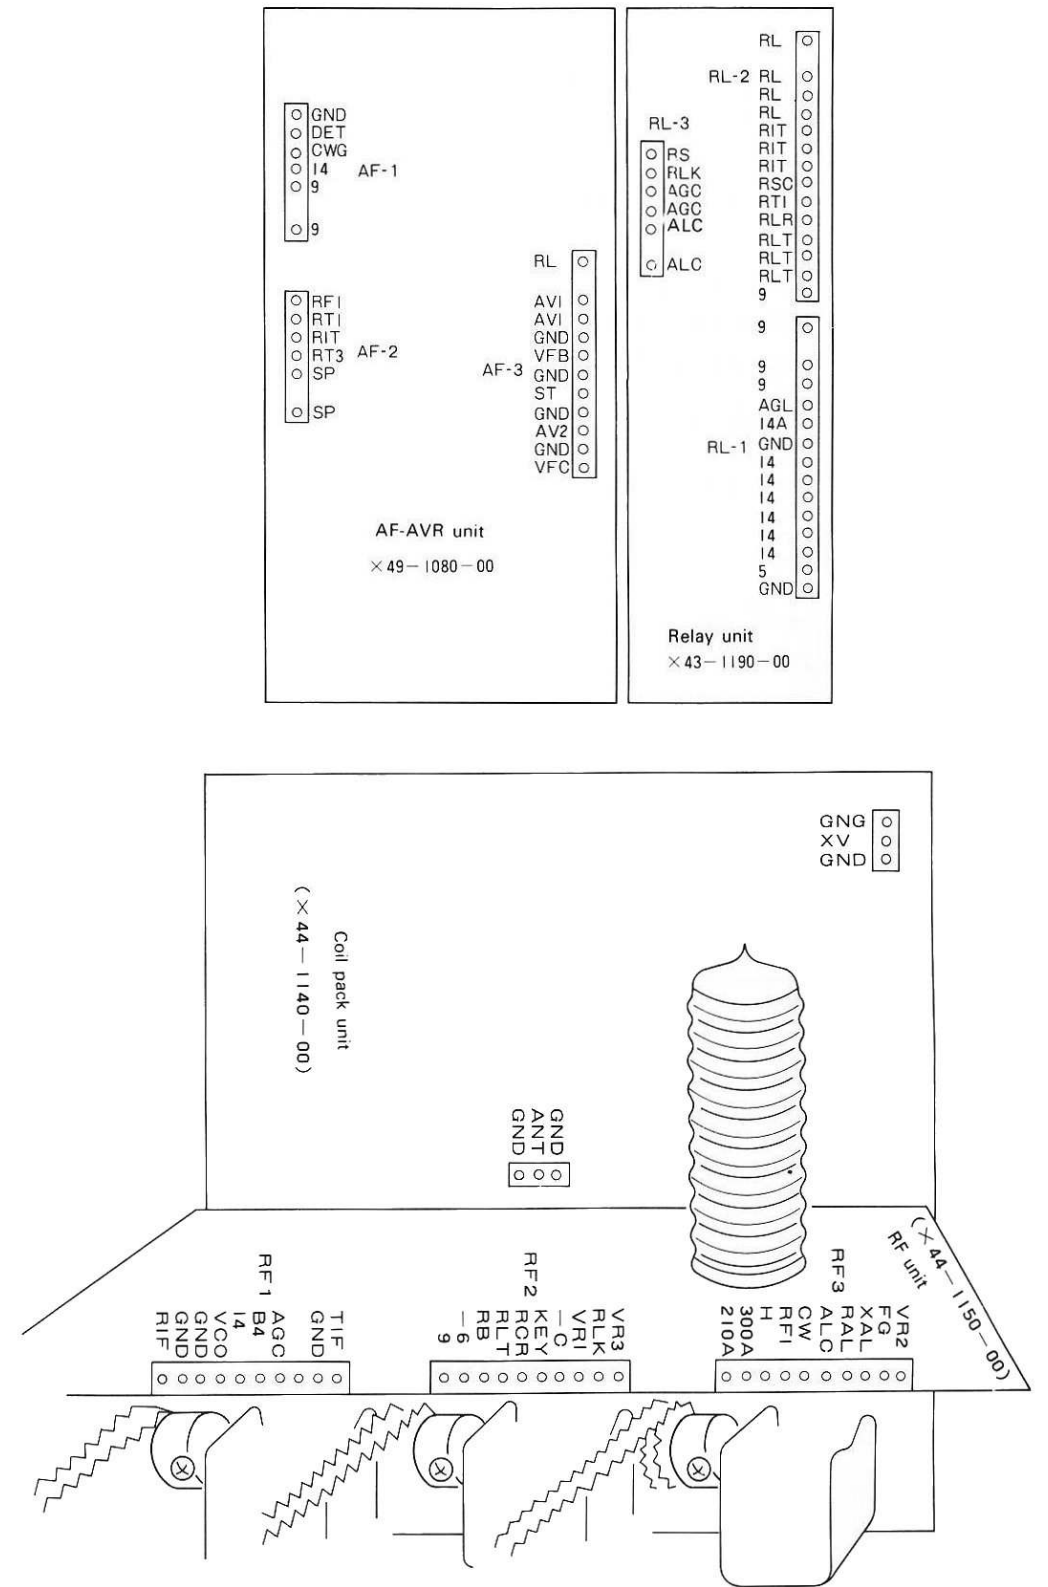 GND
DET
CWG
14
9
AF-1
9
RF1
RT1
RIT
RT3
AF-2
SP
SP
RL
AV1
AV1
GND
VFB
AF-3
GND
ST
GND
AV2
GND
VFC
AF-AVR unit
×49-1080-00
RL
RL-2 RL
RL
RL
RIT
RIT
RIT
RSC
RTI
RLR
RLT
RLT
RLT
9
RL-3
RS
RLK
AGC
AGC
ALC
ALC
9
9
9
AGL
14A
RL-1 GND
14
14
14
14
14
14
5
GND
Relay unit
×43-1190-00
GNG
XV
GND
Coil pack unit
(×44-1140-00)
GND
ANT
GND
RF unit
(×44-1150-00)
RF1
RIF
GND
GND
VCO
14
B4
AGC
GND
TIF
RF2
9
-6
RB
RLT
RCR
KEY
-C
VR1
RLK
VR3
RF3
210A
300A
H
RF1
CW
ALC
RAL
XAL
FG
VR2